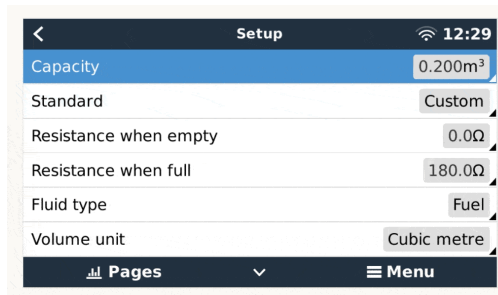 Setup 12:29
Capacity 0.200m³
Standard Custom
Resistance when empty 0.0Ω
Resistance when full 180.0Ω
Fluid type Fuel
Volume unit Cubic metre
Pages Menu